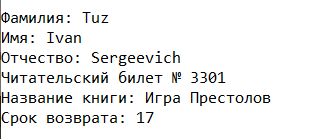 Фамилия: Tuz
Имя: Ivan
Отчество: Sergeevich
Читательский билет № 3301
Название книги: Игра Престолов
Срок возврата: 17